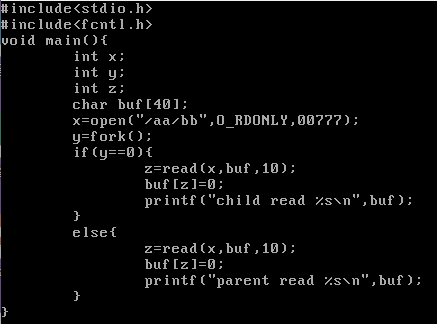 #include<stdio.h>
#include<fcntl.h>
void main(){
        int x;
        int y;
        int z;
        char buf[40];
        x=open("/aa/bb",O_RDONLY,00777);
        y=fork();
        if(y==0){
                z=read(x,buf,10);
                buf[z]=0;
                printf("child read %s\n",buf);
        }
        else{
                z=read(x,buf,10);
                buf[z]=0;
                printf("parent read %s\n",buf);
        }
}